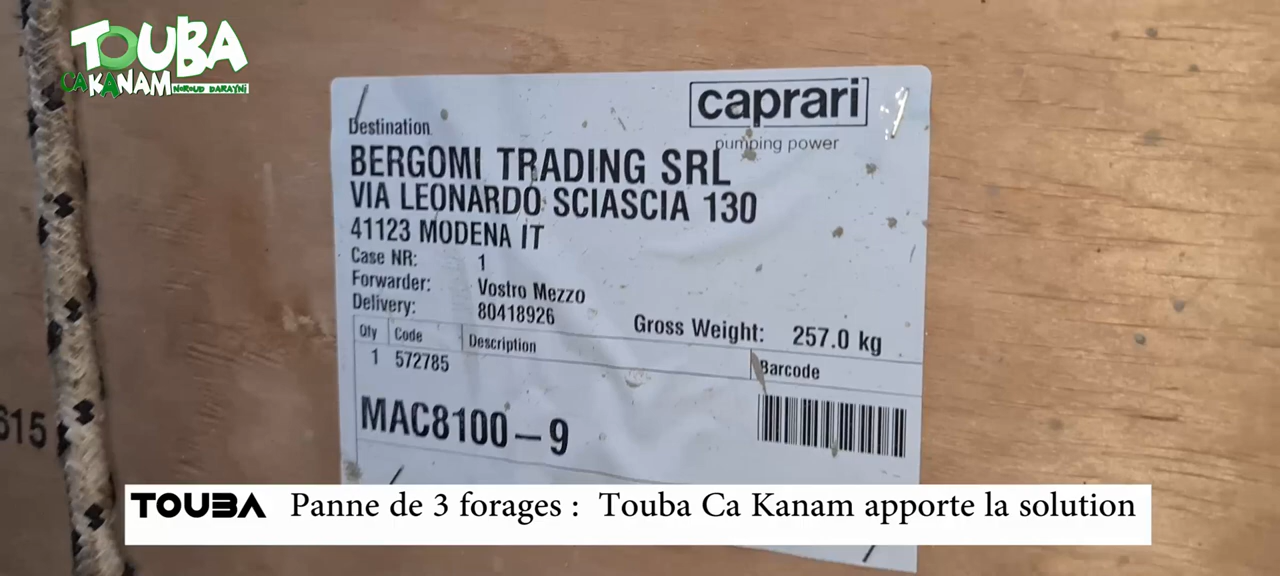 TOUBA
CA KANAM NOROUD DARAYNI
caprari
pumping power
Destination
BERGOMI TRADING SRL
VIA LEONARDO SCIASCIA 130
41123 MODENA IT
Case NR: 1
Forwarder: Vostro Mezzo
Delivery: 80418926
Gross Weight: 257.0 kg
Qty Code Description Barcode
1 572785
MAC8100-9
615
TOUBA Panne de 3 forages : Touba Ca Kanam apporte la solution